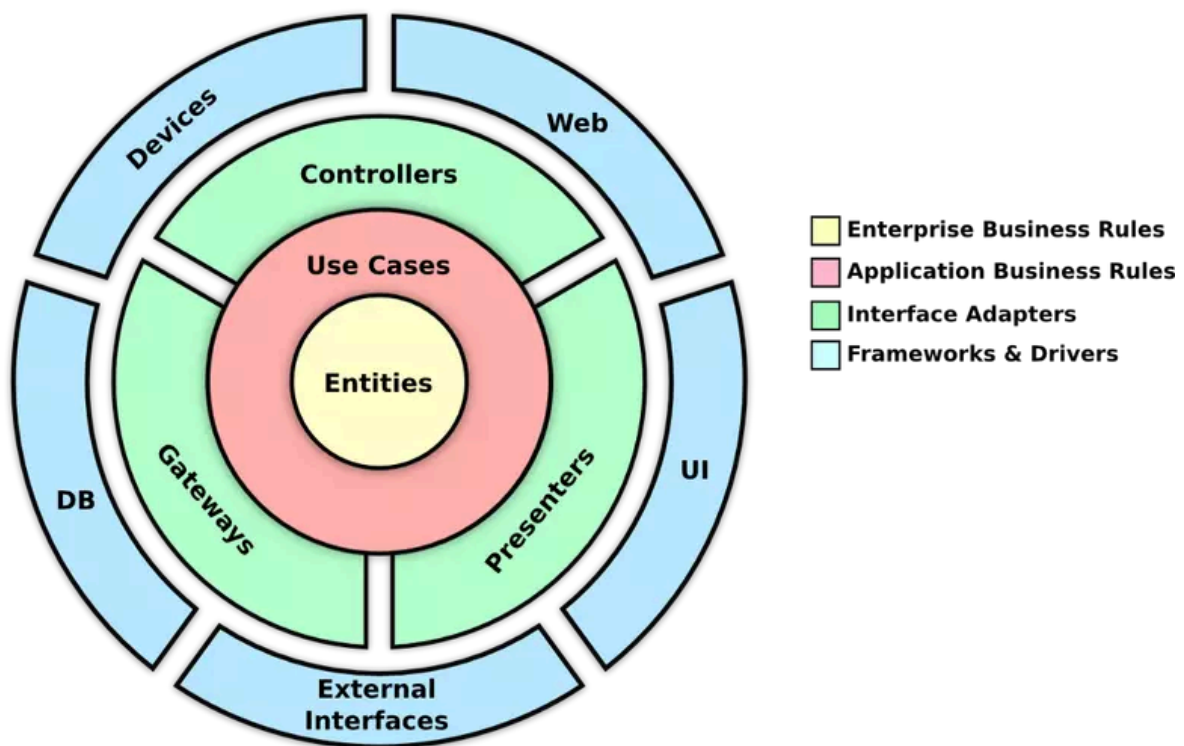 Devices
Web
Controllers
Use Cases
Entities
Gateways
Presenters
DB
UI
External
Interfaces
Enterprise Business Rules
Application Business Rules
Interface Adapters
Frameworks & Drivers